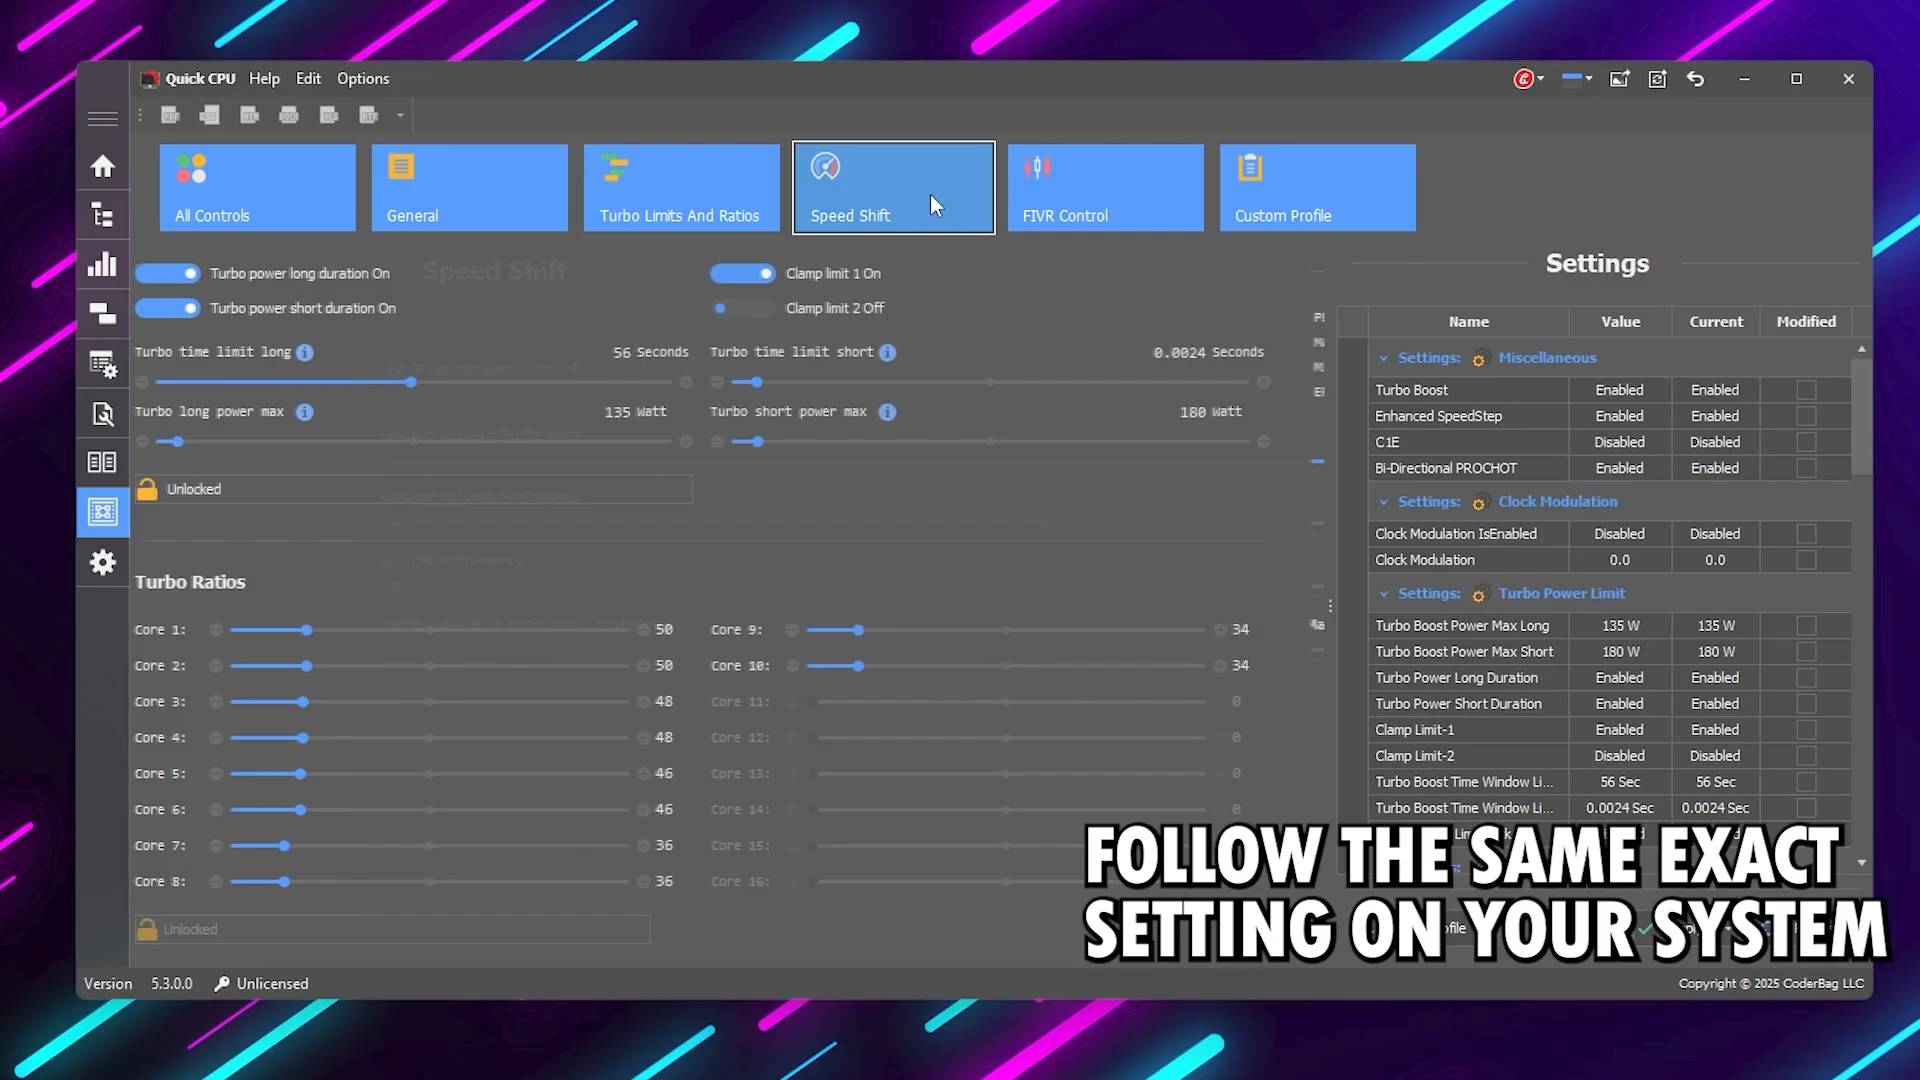 Quick CPU Help Edit Options
All Controls
General
Turbo Limits And Ratios
Speed Shift
FIVR Control
Custom Profile
Settings
Turbo power long duration On
Speed Shift
Clamp limit 1 On
Turbo power short duration On
Clamp limit 2 Off
Turbo time limit long 56 Seconds
Turbo time limit short 0.0024 Seconds
Turbo long power max 135 Watt
Turbo short power max 180 Watt
Unlocked
Desired Performance
Turbo Ratios
Core 1: 50
Core 9: 34
Core 2: 50
Core 10: 34
Core 3: 48
Core 11: 0
Core 4: 48
Core 12: 0
Core 5: 46
Core 13: 0
Core 6: 46
Core 14: 0
Core 7: 36
Core 15:
Core 8: 36
Core 16:
Unlocked
Name Value Current Modified
Settings: Miscellaneous
Turbo Boost Enabled Enabled
Enhanced SpeedStep Enabled Enabled
C1E Disabled Disabled
Bi-Directional PROCHOT Enabled Enabled
Settings: Clock Modulation
Clock Modulation IsEnabled Disabled Disabled
Clock Modulation 0.0 0.0
Settings: Turbo Power Limit
Turbo Boost Power Max Long 135 W 135 W
Turbo Boost Power Max Short 180 W 180 W
Turbo Power Long Duration Enabled Enabled
Turbo Power Short Duration Enabled Enabled
Clamp Limit-1 Enabled Enabled
Clamp Limit-2 Disabled Disabled
Turbo Boost Time Window Li... 56 Sec 56 Sec
Turbo Boost Time Window Li... 0.0024 Sec 0.0024 Sec
FOLLOW THE SAME EXACT
SETTING ON YOUR SYSTEM
Version 5.3.0.0 Unlicensed
Copyright © 2025 CoderBag LLC